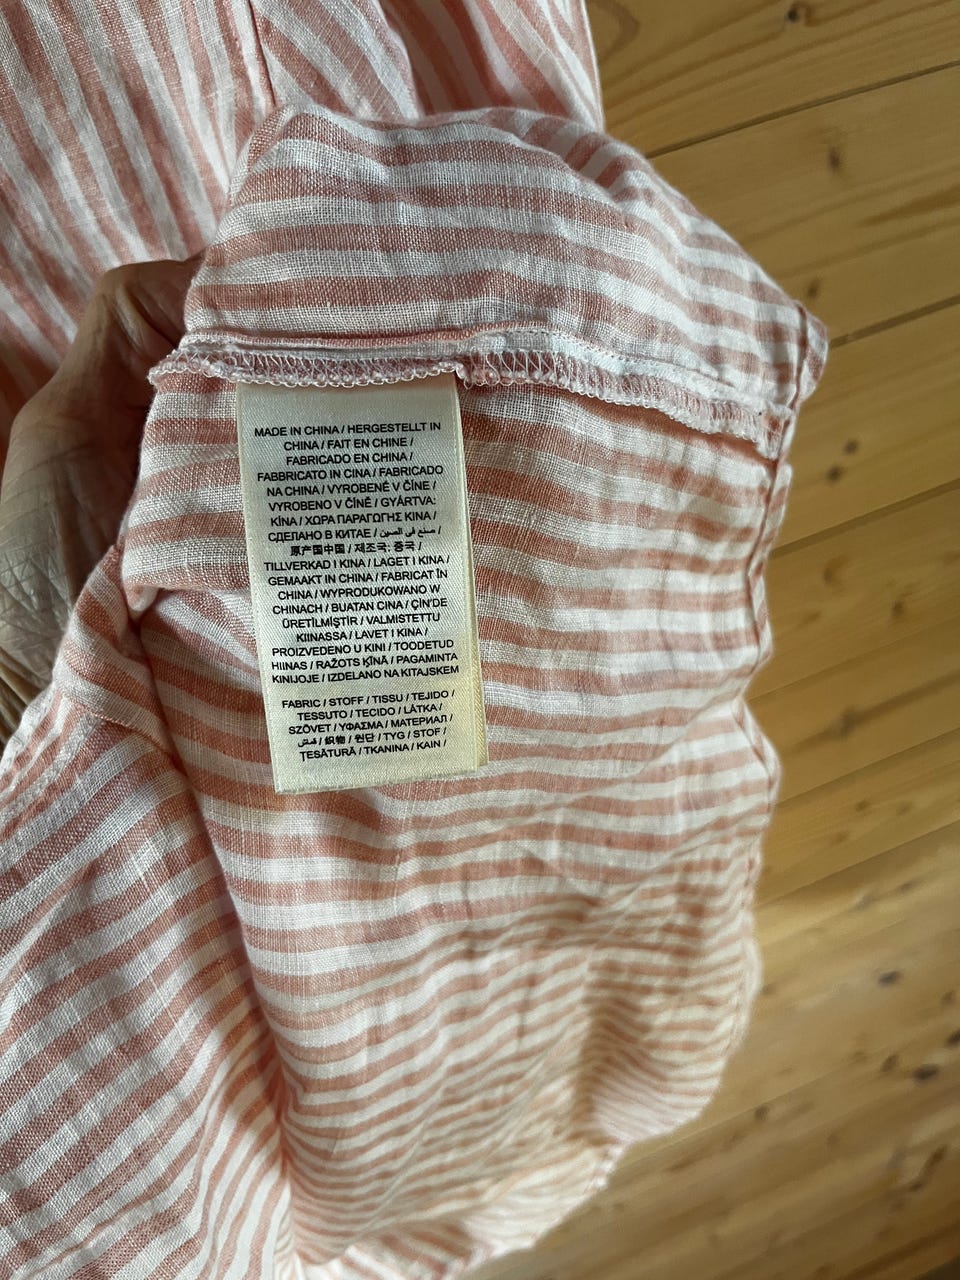 MADE IN CHINA / HERGESTELLT IN
CHINA / FAIT EN CHINE /
FABRICADO EN CHINA /
FABBRICATO IN CINA / FABRICADO
NA CHINA / VYROBENÉ V ČÍNE /
VYROBENO V ČÍNĚ / GYÁRTVA:
KÍNA / ΧΩΡΑ ΠΑΡΑΓΩΓΗΣ ΚΙΝΑ /
СДЕЛАНО В КИТАЕ / صنع في الصين /
原产国中国 / 제조국: 중국 /
TILLVERKAD I KINA / LAGET I KINA /
GEMAAKT IN CHINA / FABRICAT ÎN
CHINA / WYPRODUKOWANO W
CHINACH / BUATAN CINA / ÇİN'DE
ÜRETİLMİŞTİR / VALMISTETTU
KIINASSA / LAVET I KINA /
PROIZVEDENO U KINI / TOODETUD
HIINAS / RAŽOTS ĶĪNĀ / PAGAMINTA
KINIJOJE / IZDELANO NA KITAJSKEM
FABRIC / STOFF / TISSU / TEJIDO /
TESSUTO / TECIDO / LÁTKA /
SZÖVET / ΥΦΑΣΜΑ / МАТЕРИАЛ /
قماش / 织物 / 원단 / TYG / STOF /
ŢESĂTURĂ / TKANINA / KAIN /